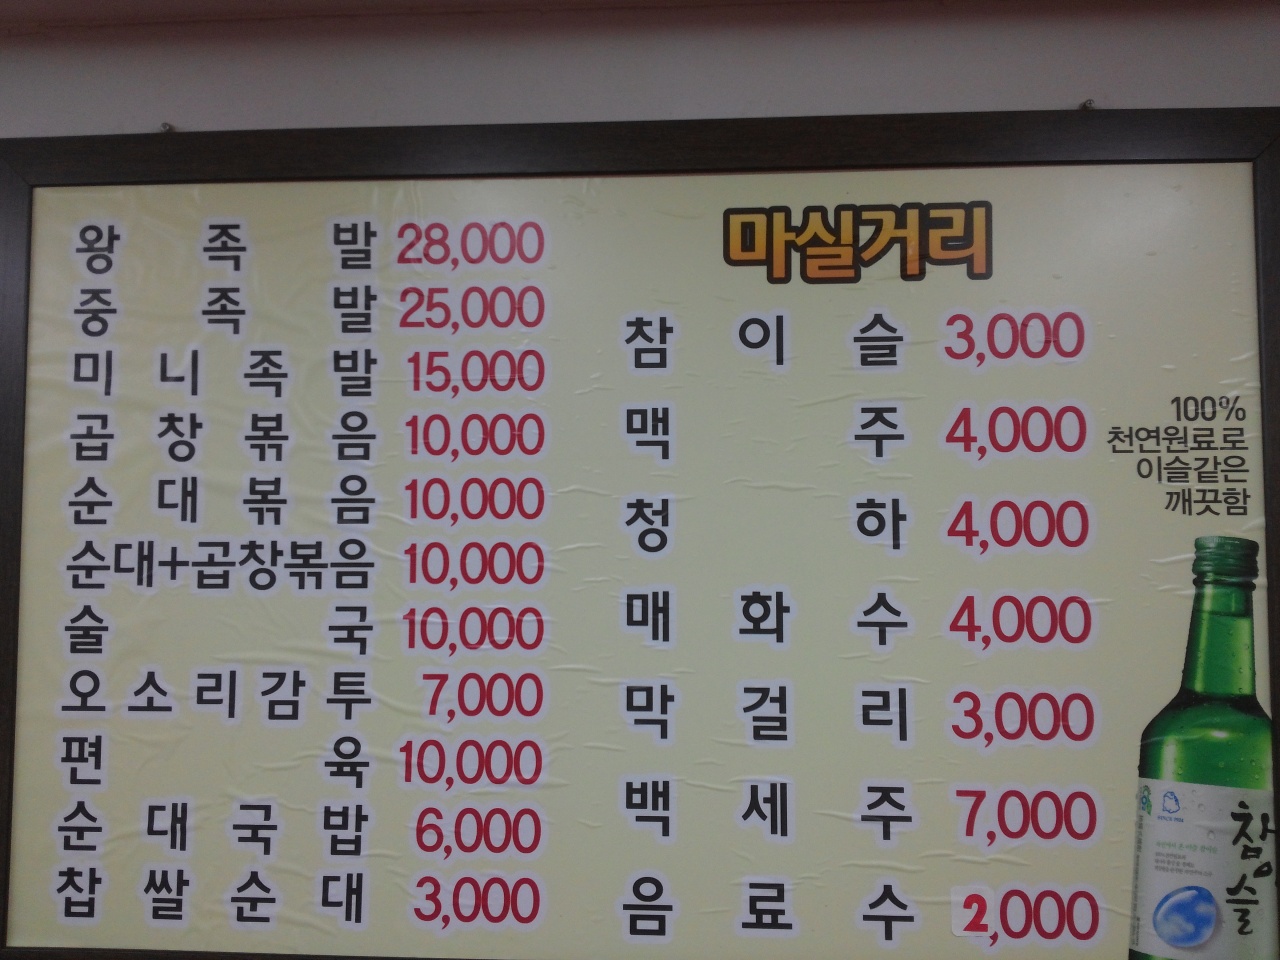 왕족발 28,000
중족발 25,000
미니족발 15,000
곱창볶음 10,000
순대볶음 10,000
순대+곱창볶음 10,000
술국 10,000
오소리감투 7,000
편육 10,000
순대국밥 6,000
찹쌀순대 3,000
마실거리
참이슬 3,000
맥주 4,000
청하 4,000
매화수 4,000
막걸리 3,000
백세주 7,000
음료수 2,000
100%
천연원료로
이슬같은
깨끗함
참이슬